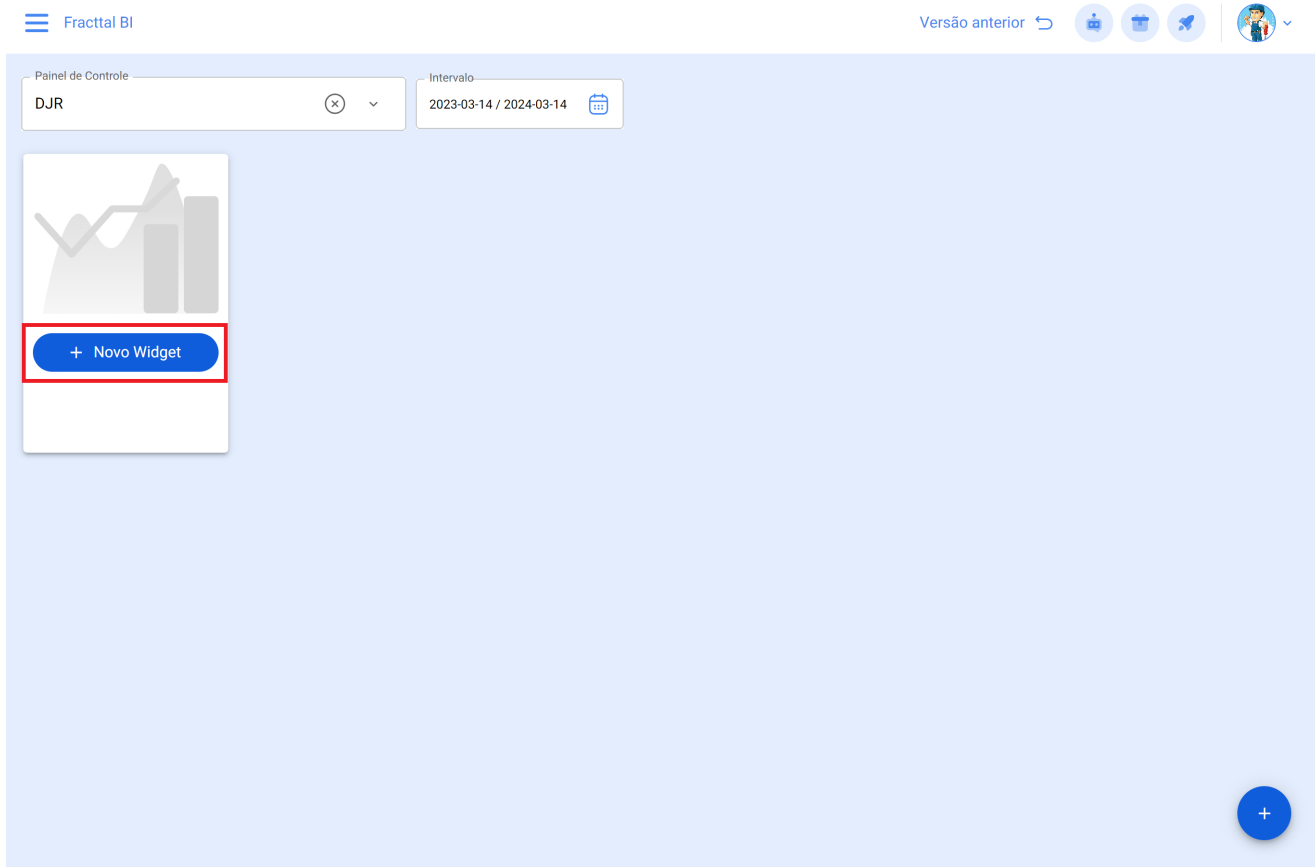 Fracttal BI
Versão anterior
Painel de Controle
DJR
Intervalo
2023-03-14 / 2024-03-14
+ Novo Widget
+